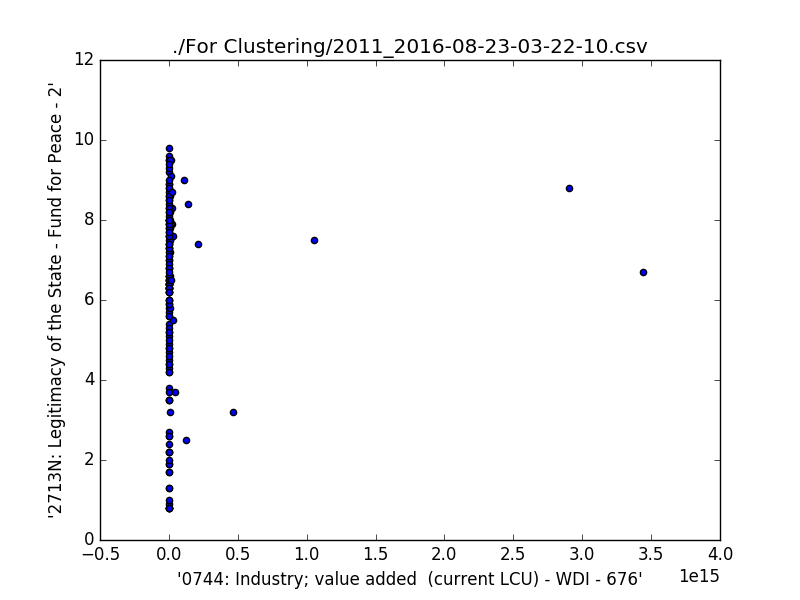 ./For Clustering/2011_2016-08-23-03-22-10.csv
12
10
8
6
4
2
0
'2713N: Legitimacy of the State - Fund for Peace - 2'
−0.5 0.0 0.5 1.0 1.5 2.0 2.5 3.0 3.5 4.0
1e15
'0744: Industry; value added  (current LCU) - WDI - 676'